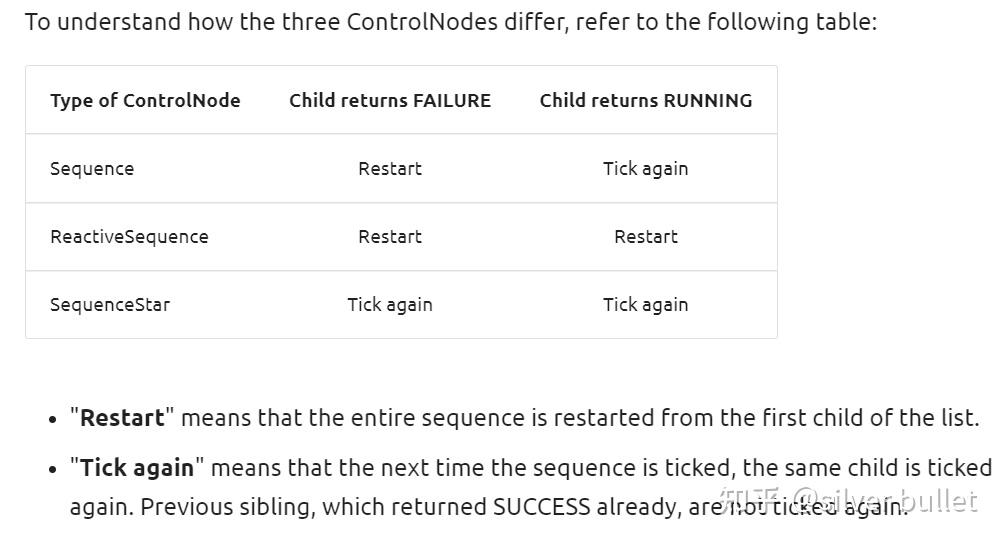 To understand how the three ControlNodes differ, refer to the following table:
Type of ControlNode Child returns FAILURE Child returns RUNNING
Sequence Restart Tick again
ReactiveSequence Restart Restart
SequenceStar Tick again Tick again
• "Restart" means that the entire sequence is restarted from the first child of the list.
• "Tick again" means that the next time the sequence is ticked, the same child is ticked
again. Previous sibling, which returned SUCCESS already, are not ticked again.
知乎 @silver bullet